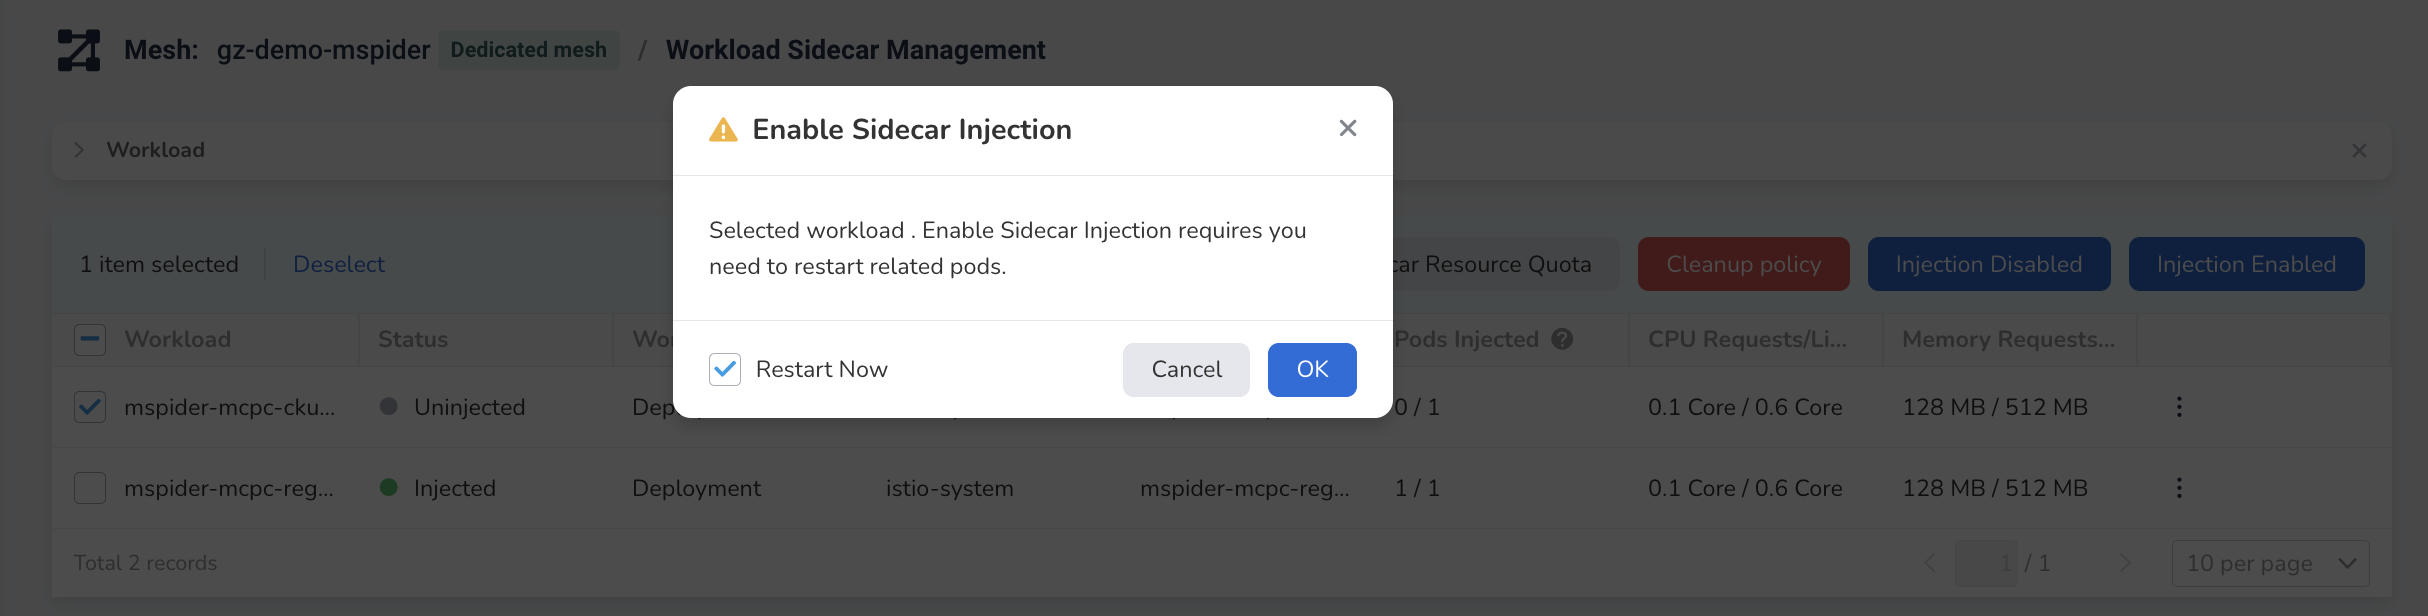 Mesh: gz-demo-mspider Dedicated mesh / Workload Sidecar Management
Workload
Enable Sidecar Injection
Selected workload . Enable Sidecar Injection requires you
need to restart related pods.
Restart Now Cancel OK
1 item selected Deselect Resource Quota Cleanup policy Injection Disabled Injection Enabled
Workload Status Pods Injected CPU Requests/Li... Memory Requests...
mspider-mcpc-cku... Uninjected 0 / 1 0.1 Core / 0.6 Core 128 MB / 512 MB
mspider-mcpc-reg... Injected Deployment istio-system mspider-mcpc-reg... 1 / 1 0.1 Core / 0.6 Core 128 MB / 512 MB
Total 2 records 1 / 1 10 per page